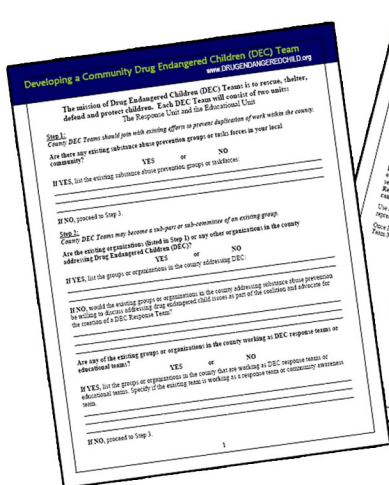 Developing a Community Drug Endangered Children (DEC) Team
www.DRUGENDANGEREDCHILD.org
The mission of Drug Endangered Children (DEC) Teams is to rescue, shelter,
defend and protect children. Each DEC Team will consist of two units:
The Response Unit and the Educational Unit
Step 1:
County DEC Teams should join with existing efforts to prevent duplication of work within the county.
Are there any existing substance abuse prevention groups or tasks forces in your local
community?
YES or NO
If YES, list the existing substance abuse prevention groups or taskforces:
If NO, proceed to Step 3.
Step 2:
County DEC Teams may become a sub-part or sub-committee of an existing group.
Are the existing organizations (listed in Step 1) or any other organizations in the county
addressing Drug Endangered Children (DEC)?
YES or NO
If YES, list the groups or organizations in the county addressing DEC:
If NO, would the existing groups or organizations in the county addressing substance abuse prevention
be willing to discuss addressing drug endangered child issues as part of the coalition and advocate for
the creation of a DEC Response Team?
Are any of the existing groups or organizations in the county working as DEC response teams or
educational teams?
YES or NO
If YES, list the groups or organizations in the county that are working as DEC response teams or
educational teams. Specify if the existing team is working as a response team or community awareness
team.
If NO, proceed to Step 3.
1